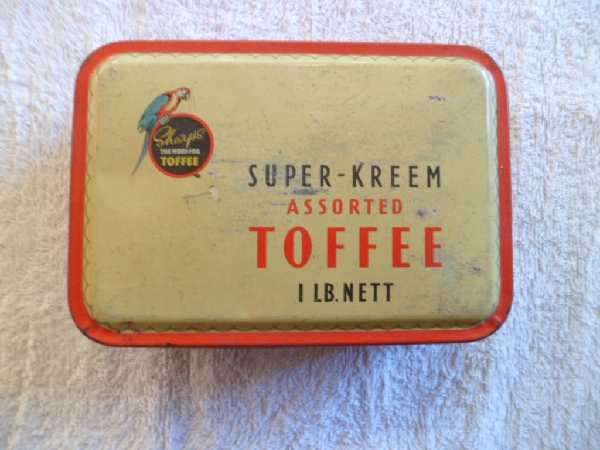 Sharps
THE WORD FOR
TOFFEE
SUPER-KREEM
ASSORTED
TOFFEE
1 LB. NETT